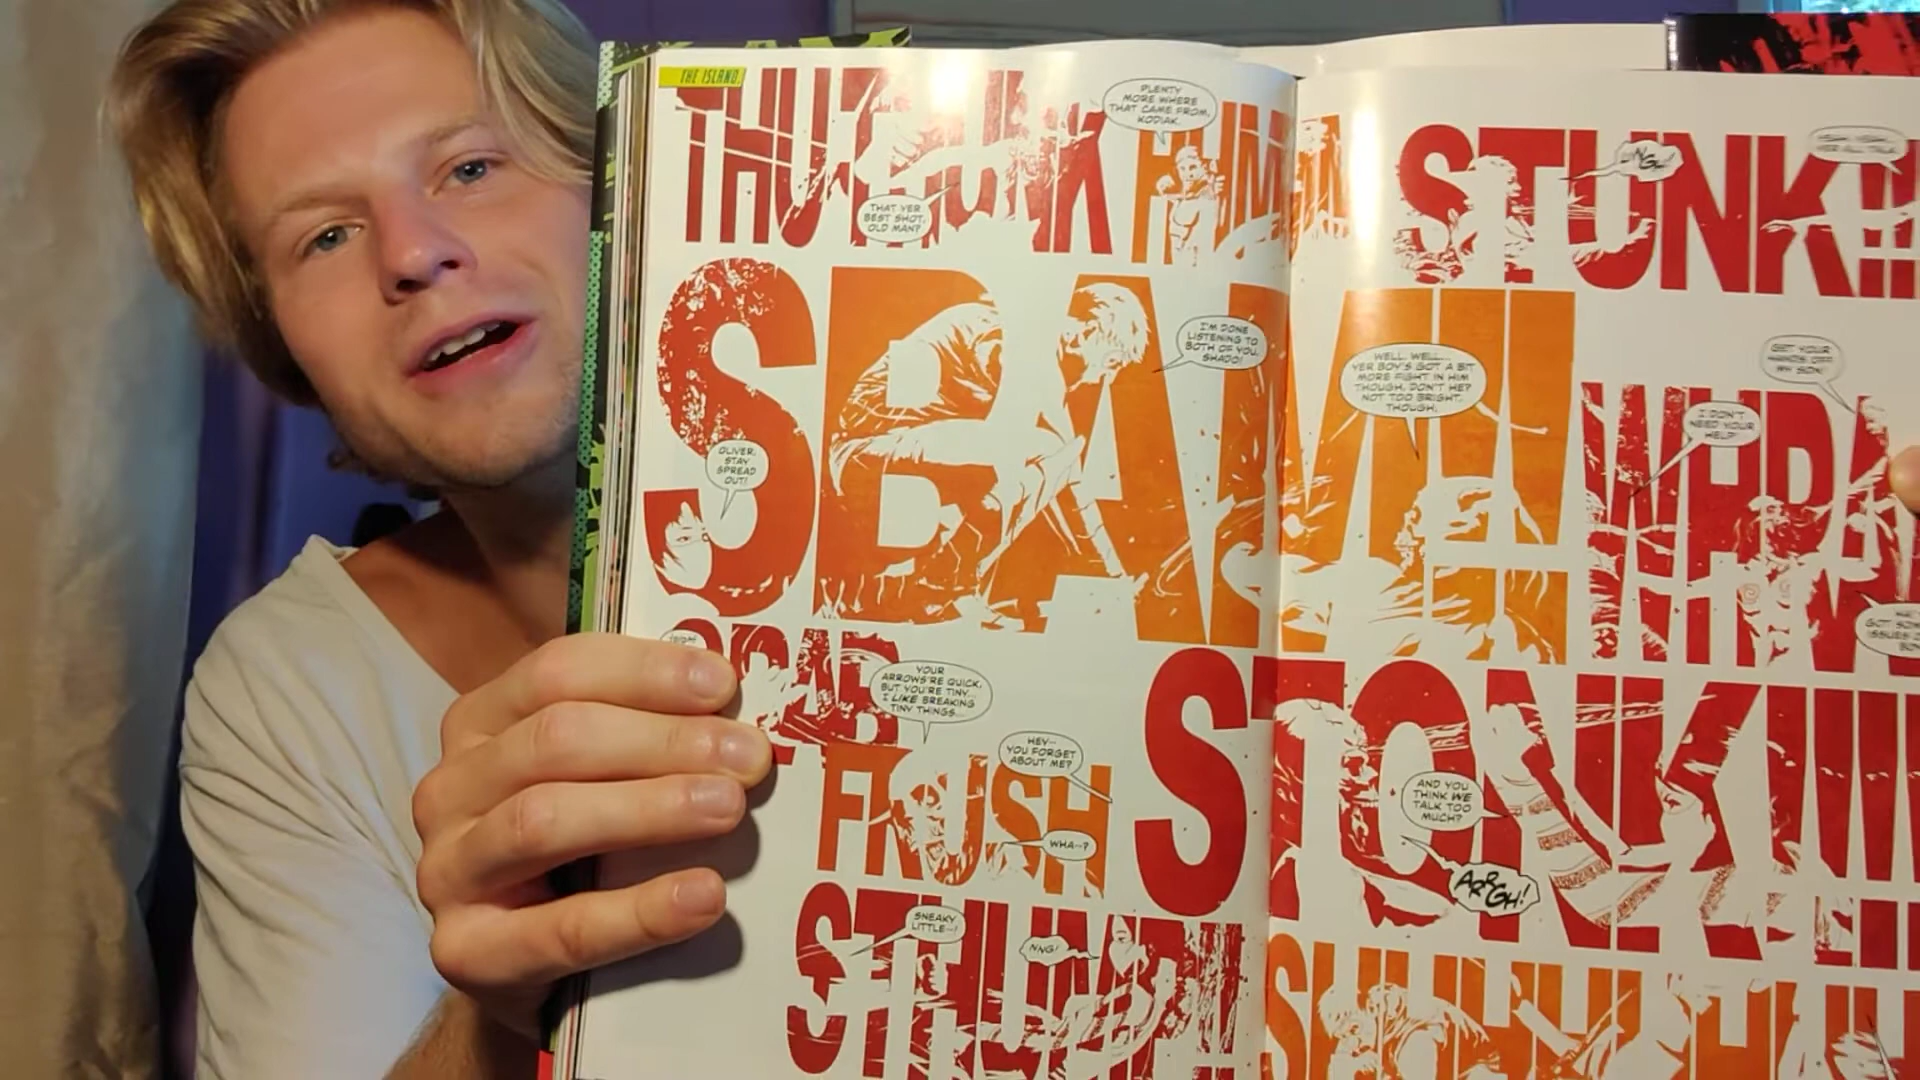 THE ISLAND.
PLENTY
MORE WHERE
THAT CAME FROM,
KODIAK.
THAT YER
BEST SHOT,
OLD MAN?
STUNK!!
SBAM!!
I'M DONE
LISTENING TO
BOTH OF YOU,
SHADO!
OLIVER,
STAY
SPREAD
OUT!
WELL, WELL...
YER BOY'S GOT A BIT
MORE FIGHT IN HIM
THOUGH, DON'T HE?
NOT TOO BRIGHT,
THOUGH.
GET YOUR
HANDS OFF
MY SON!
I DON'T
NEED YOUR
HELP!
GOT SOM
ISSUES
YOUR
ARROWS'RE QUICK,
BUT YOU'RE TINY...
I LIKE BREAKING
TINY THINGS...
HEY--
YOU FORGET
ABOUT ME?
FRUSH
WHA--?
STONK!!!
AND YOU
THINK WE
TALK TOO
MUCH?
ARRGH!
SNEAKY
LITTLE--!
NNG!